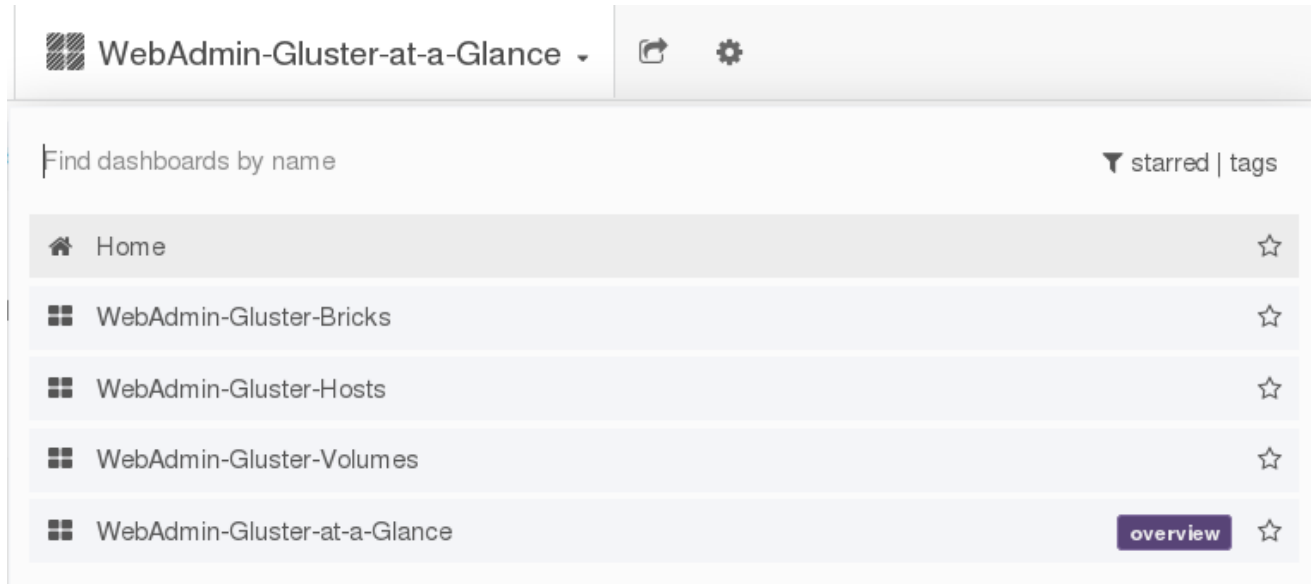 WebAdmin-Gluster-at-a-Glance
Find dashboards by name
starred | tags
Home
WebAdmin-Gluster-Bricks
WebAdmin-Gluster-Hosts
WebAdmin-Gluster-Volumes
WebAdmin-Gluster-at-a-Glance overview